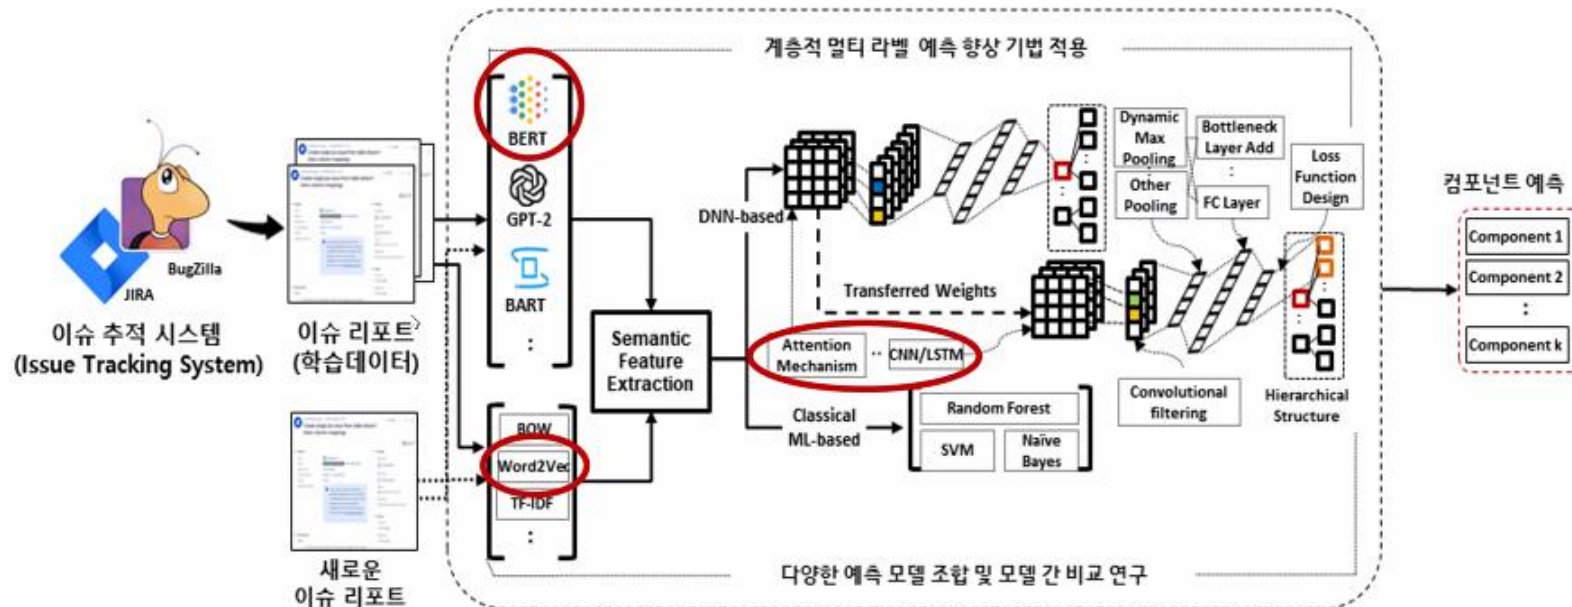 계층적 멀티 라벨 예측 향상 기법 적용
BERT
GPT-2
BART
:
BugZilla
JIRA
이슈 추적 시스템
(Issue Tracking System)
이슈 리포트
(학습데이터)
새로운
이슈 리포트
BOW
Word2Vec
TF-IDF
:
Semantic
Feature
Extraction
DNN-based
Transferred Weights
Attention
Mechanism
··
CNN/LSTM
Classical
ML-based
Random Forest
SVM
Naïve
Bayes
Dynamic
Max
Pooling
:
Other
Pooling
Bottleneck
Layer Add
:
FC Layer
Loss
Function
Design
Convolutional
filtering
Hierarchical
Structure
컴포넌트 예측
Component 1
Component 2
:
Component k
다양한 예측 모델 조합 및 모델 간 비교 연구